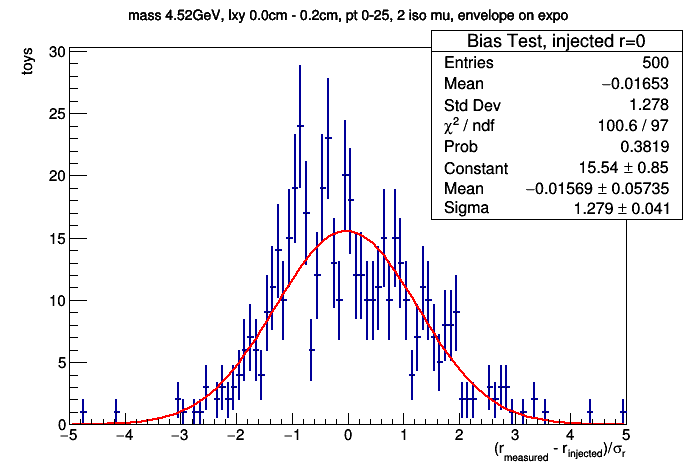 mass 4.52GeV, lxy 0.0cm - 0.2cm, pt 0-25, 2 iso mu, envelope on expo
Bias Test, injected r=0
Entries 500
Mean −0.01653
Std Dev 1.278
χ² / ndf 100.6 / 97
Prob 0.3819
Constant 15.54 ± 0.85
Mean −0.01569 ± 0.05735
Sigma 1.279 ± 0.041
toys
30
25
20
15
10
5
0
−5 −4 −3 −2 −1 0 1 2 3 4 5
(r_measured - r_injected)/σ_r